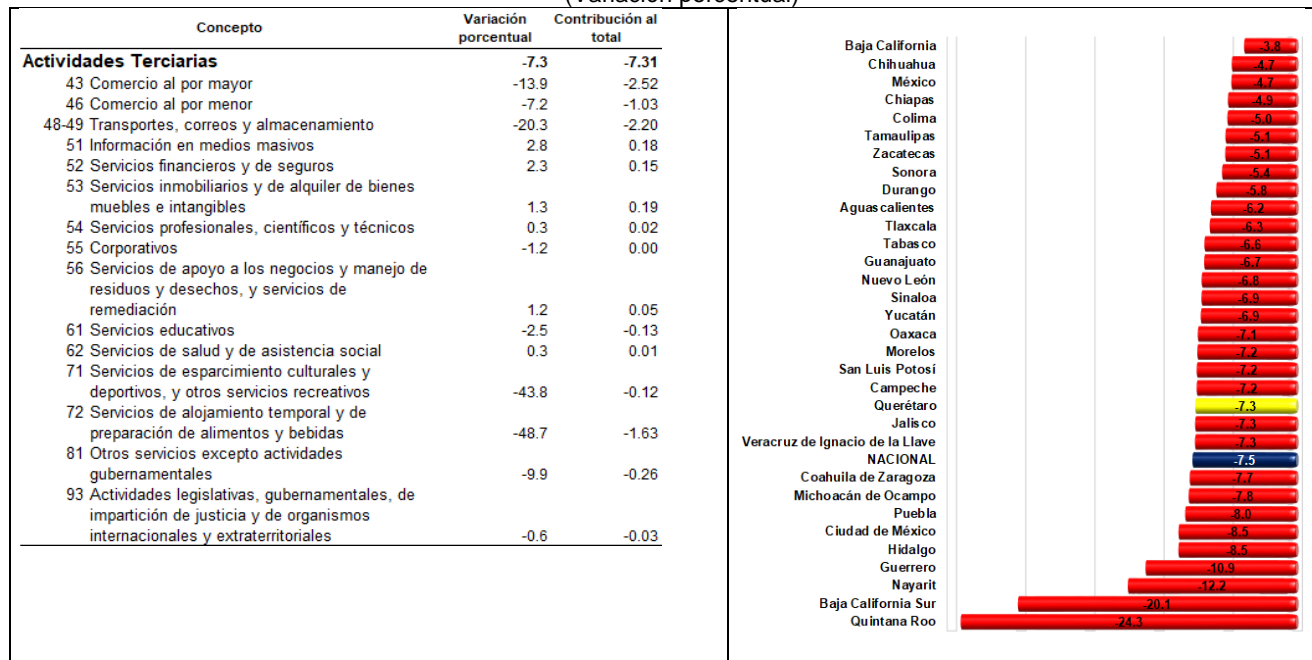 (Variación porcentual)
Concepto
Variación porcentual
Contribución al total
Actividades Terciarias -7.3 -7.31
43 Comercio al por mayor -13.9 -2.52
46 Comercio al por menor -7.2 -1.03
48-49 Transportes, correos y almacenamiento -20.3 -2.20
51 Información en medios masivos 2.8 0.18
52 Servicios financieros y de seguros 2.3 0.15
53 Servicios inmobiliarios y de alquiler de bienes
muebles e intangibles 1.3 0.19
54 Servicios profesionales, científicos y técnicos 0.3 0.02
55 Corporativos -1.2 0.00
56 Servicios de apoyo a los negocios y manejo de
residuos y desechos, y servicios de
remediación 1.2 0.05
61 Servicios educativos -2.5 -0.13
62 Servicios de salud y de asistencia social 0.3 0.01
71 Servicios de esparcimiento culturales y
deportivos, y otros servicios recreativos -43.8 -0.12
72 Servicios de alojamiento temporal y de
preparación de alimentos y bebidas -48.7 -1.63
81 Otros servicios excepto actividades
gubernamentales -9.9 -0.26
93 Actividades legislativas, gubernamentales, de
impartición de justicia y de organismos
internacionales y extraterritoriales -0.6 -0.03
Baja California -3.8
Chihuahua -4.7
México -4.7
Chiapas -4.9
Colima -5.0
Tamaulipas -5.1
Zacatecas -5.1
Sonora -5.4
Durango -5.8
Aguascalientes -6.2
Tlaxcala -6.3
Tabasco -6.6
Guanajuato -6.7
Nuevo León -6.8
Sinaloa -6.9
Yucatán -6.9
Oaxaca -7.1
Morelos -7.2
San Luis Potosí -7.2
Campeche -7.2
Querétaro -7.3
Jalisco -7.3
Veracruz de Ignacio de la Llave -7.3
NACIONAL -7.5
Coahuila de Zaragoza -7.7
Michoacán de Ocampo -7.8
Puebla -8.0
Ciudad de México -8.5
Hidalgo -8.5
Guerrero -10.9
Nayarit -12.2
Baja California Sur -20.1
Quintana Roo -24.3